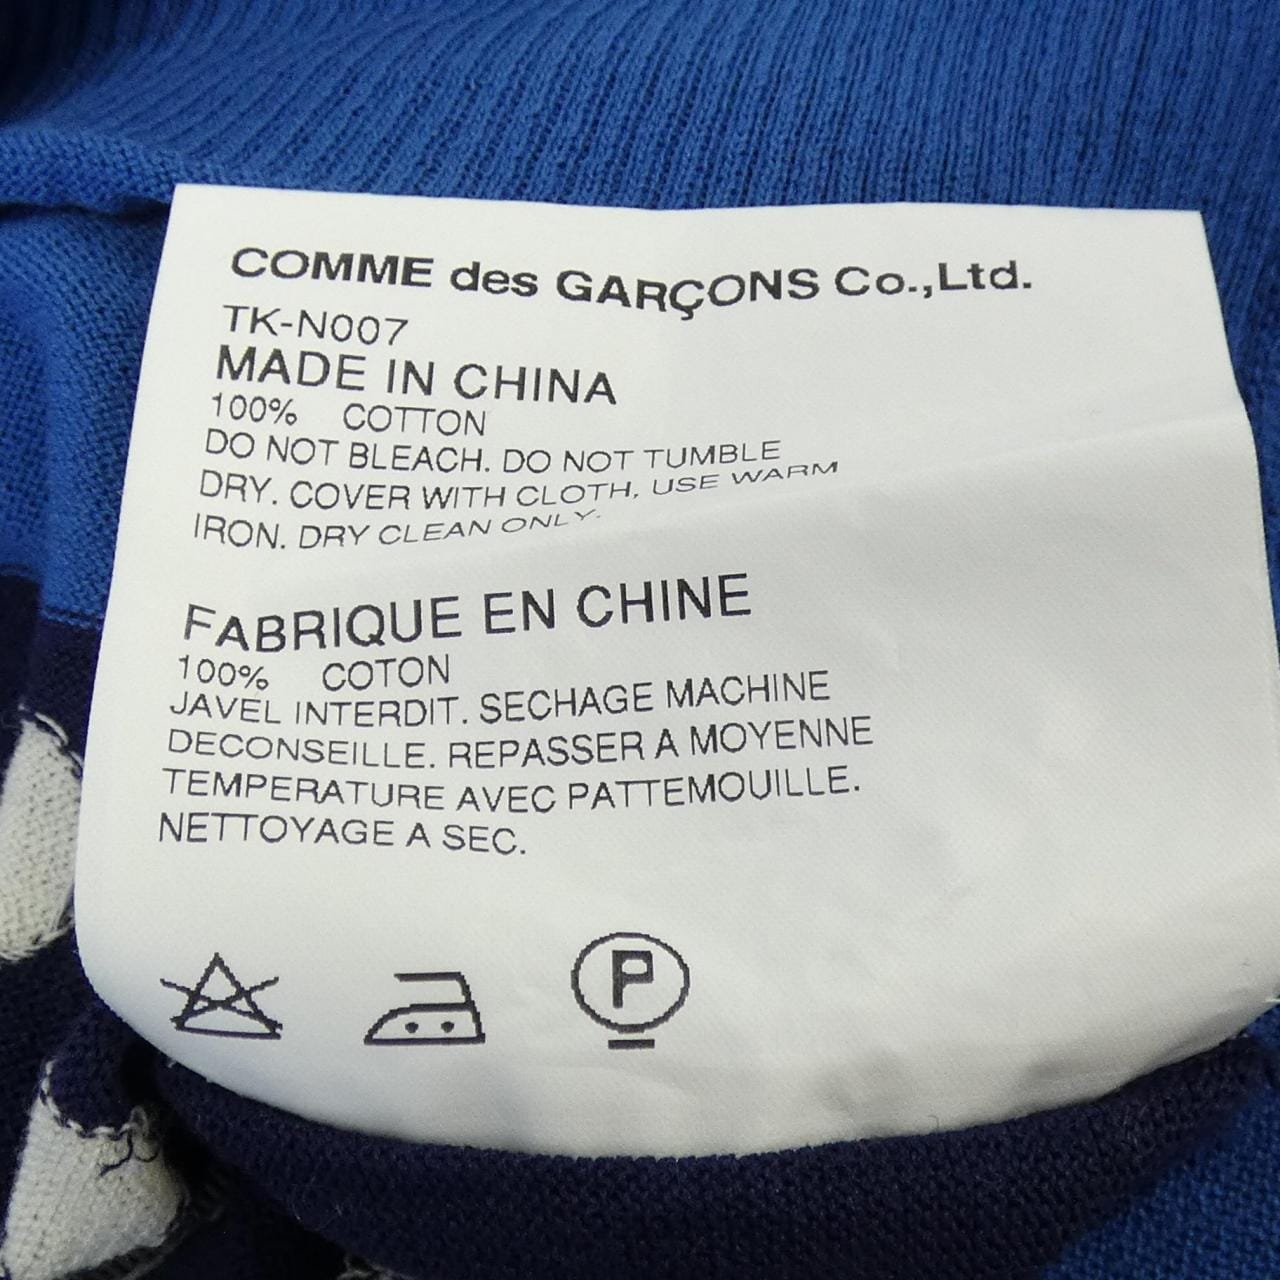 COMME des GARÇONS Co.,Ltd.
TK-N007
MADE IN CHINA
100% COTTON
DO NOT BLEACH. DO NOT TUMBLE
DRY. COVER WITH CLOTH, USE WARM
IRON. DRY CLEAN ONLY.
FABRIQUE EN CHINE
100% COTON
JAVEL INTERDIT. SECHAGE MACHINE
DECONSEILLE. REPASSER A MOYENNE
TEMPERATURE AVEC PATTEMOUILLE.
NETTOYAGE A SEC.
P